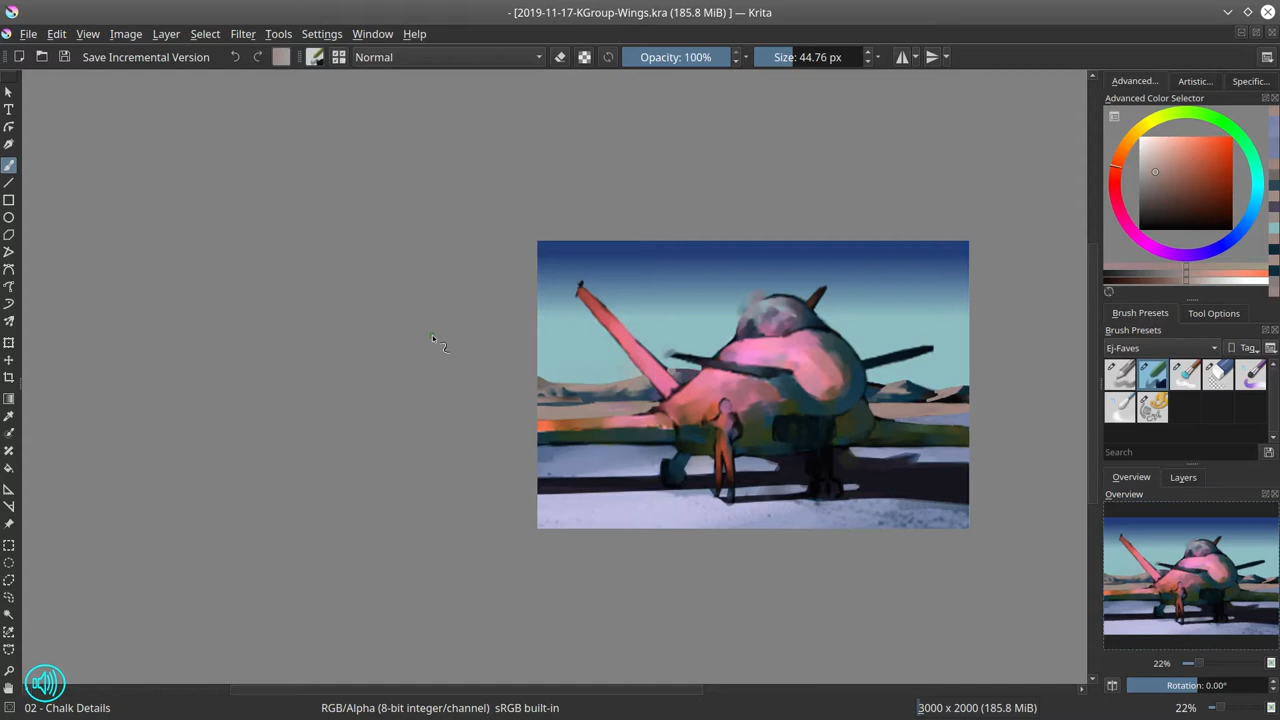 - [2019-11-17-KGroup-Wings.kra (185.8 MiB) ] — Krita
File Edit View Image Layer Select Filter Tools Settings Window Help
Save Incremental Version Normal Opacity: 100% Size: 44.76 px
Advanced... Artistic... Specific...
Advanced Color Selector
Brush Presets Tool Options
Brush Presets
Ej-Faves Tag
Search
Overview Layers
Overview
22%
Rotation: 0.00°
02 - Chalk Details RGB/Alpha (8-bit integer/channel) sRGB built-in 3000 x 2000 (185.8 MiB) 22%